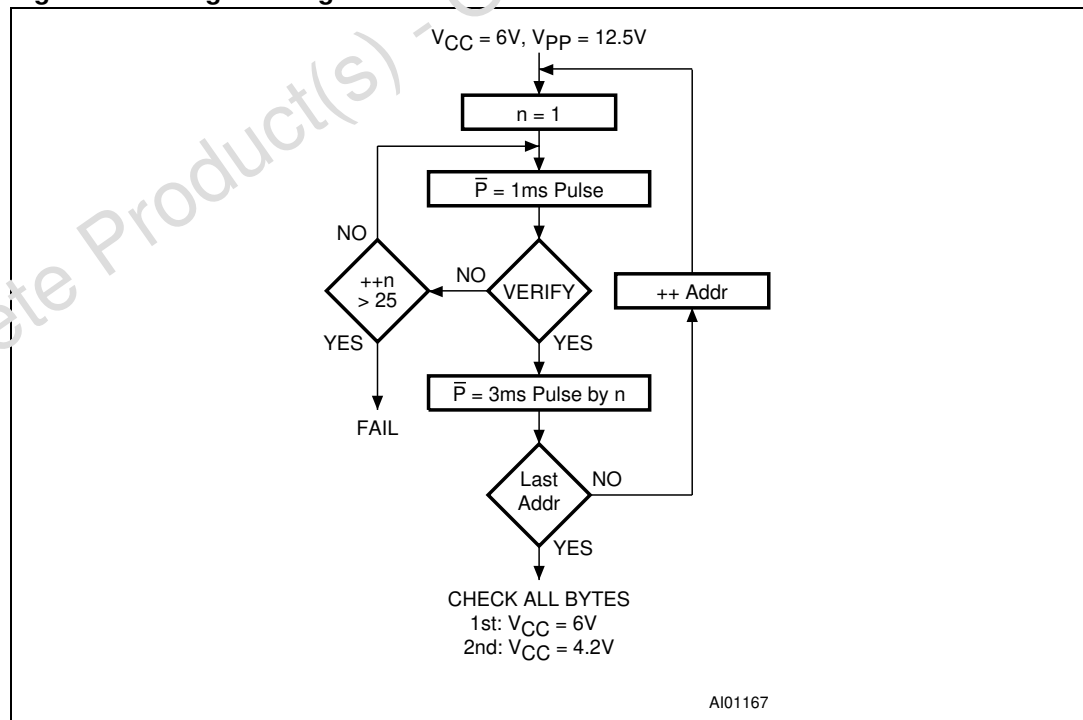 VCC = 6V, VPP = 12.5V
n = 1
P̅ = 1ms Pulse
NO
++n
> 25
NO
VERIFY
++ Addr
YES
YES
P̅ = 3ms Pulse by n
FAIL
Last
Addr
NO
YES
CHECK ALL BYTES
1st: VCC = 6V
2nd: VCC = 4.2V
AI01167
Product(s) -